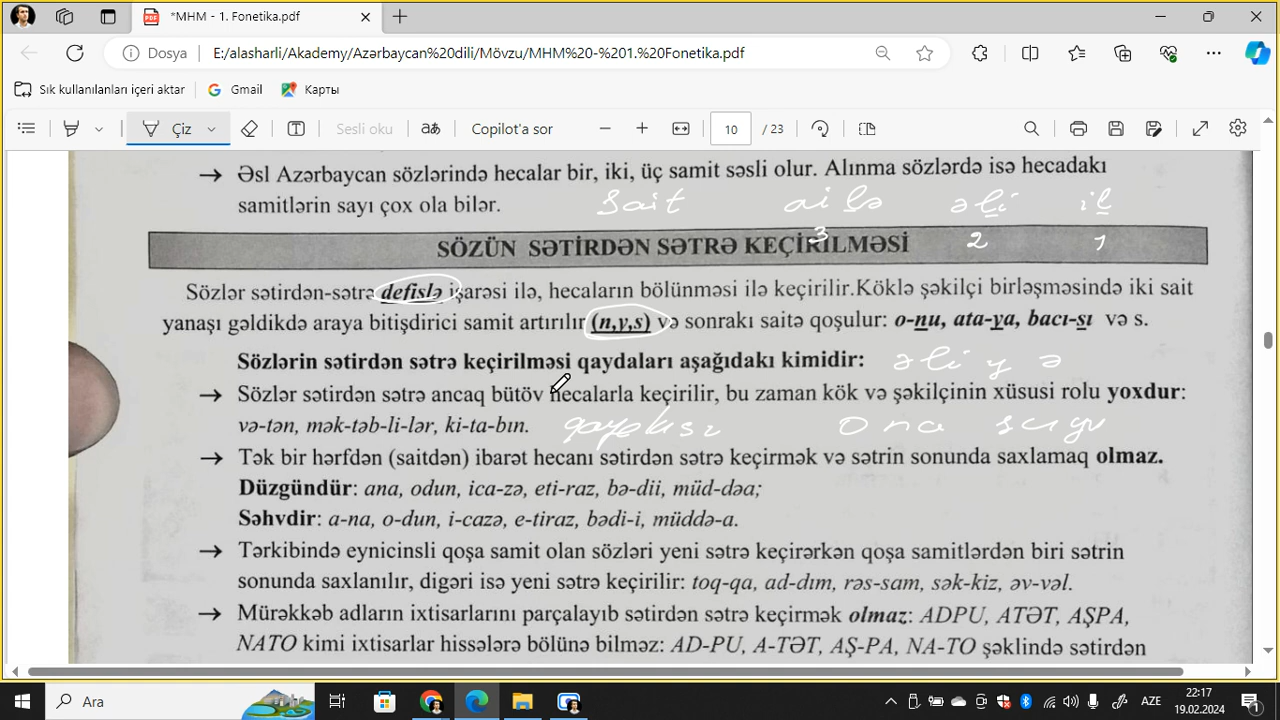 *MHM - 1. Fonetika.pdf
Dosya E:/alasharli/Akademy/Azərbaycan%20dili/Mövzu/MHM%20-%201.%20Fonetika.pdf
Sık kullanılanları içeri aktar Gmail Карты
Çiz Sesli oku aあ Copilot'a sor 10 / 23
→ Əsl Azərbaycan sözlərində hecalar bir, iki, üç samit səsli olur. Alınma sözlərdə isə hecadakı
samitlərin sayı çox ola bilər. Sait ailə əli il
SÖZÜN SƏTİRDƏN SƏTRƏ KEÇİRİLMƏSİ 3 2 1
Sözlər sətirdən-sətrə defislə işarəsi ilə, hecaların bölünməsi ilə keçirilir.Köklə şəkilçi birləşməsində iki sait
yanaşı gəldikdə araya bitişdirici samit artırılır (n,y,s) və sonrakı saitə qoşulur: o-nu, ata-ya, bacı-sı və s.
Sözlərin sətirdən sətrə keçirilməsi qaydaları aşağıdakı kimidir: əli y ə
→ Sözlər sətirdən sətrə ancaq bütöv hecalarla keçirilir, bu zaman kök və şəkilçinin xüsusi rolu yoxdur:
və-tən, mək-təb-li-lər, ki-ta-bın. ona suyu
→ Tək bir hərfdən (saitdən) ibarət hecanı sətirdən sətrə keçirmək və sətrin sonunda saxlamaq olmaz.
Düzgündür: ana, odun, ica-zə, eti-raz, bə-dii, müd-dəa;
Səhvdir: a-na, o-dun, i-cazə, e-tiraz, bədi-i, müddə-a.
→ Tərkibində eynicinsli qoşa samit olan sözləri yeni sətrə keçirərkən qoşa samitlərdən biri sətrin
sonunda saxlanılır, digəri isə yeni sətrə keçirilir: toq-qa, ad-dım, rəs-sam, sək-kiz, əv-vəl.
→ Mürəkkəb adların ixtisarlarını parçalayıb sətirdən sətrə keçirmək olmaz: ADPU, ATƏT, AŞPA,
NATO kimi ixtisarlar hissələrə bölünə bilməz: AD-PU, A-TƏT, AŞ-PA, NA-TO şəklində sətirdən
Ara AZE 22:17
19.02.2024